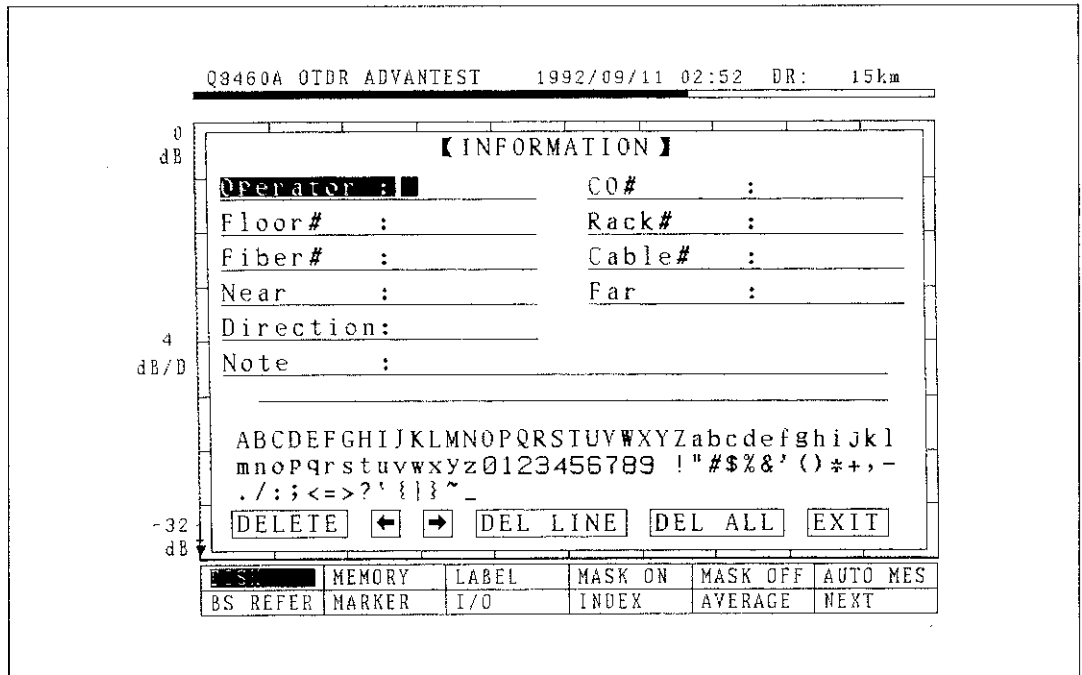 Q8460A OTDR ADVANTEST 1992/09/11 02:52 DR: 15km
0
dB
【INFORMATION】
Operator :
CO# :
Floor# :
Rack# :
Fiber# :
Cable# :
Near :
Far :
Direction:
4
dB/D
Note :
ABCDEFGHIJKLMNOPQRSTUVWXYZabcdefghijkl
mnopqrstuvwxyz0123456789 !"#$%&'()*+,-
./:;<=>?'{|}~_
DELETE ← → DEL LINE DEL ALL EXIT
-32
dB
MEMORY LABEL MASK ON MASK OFF AUTO MES
BS REFER MARKER I/O INDEX AVERAGE NEXT